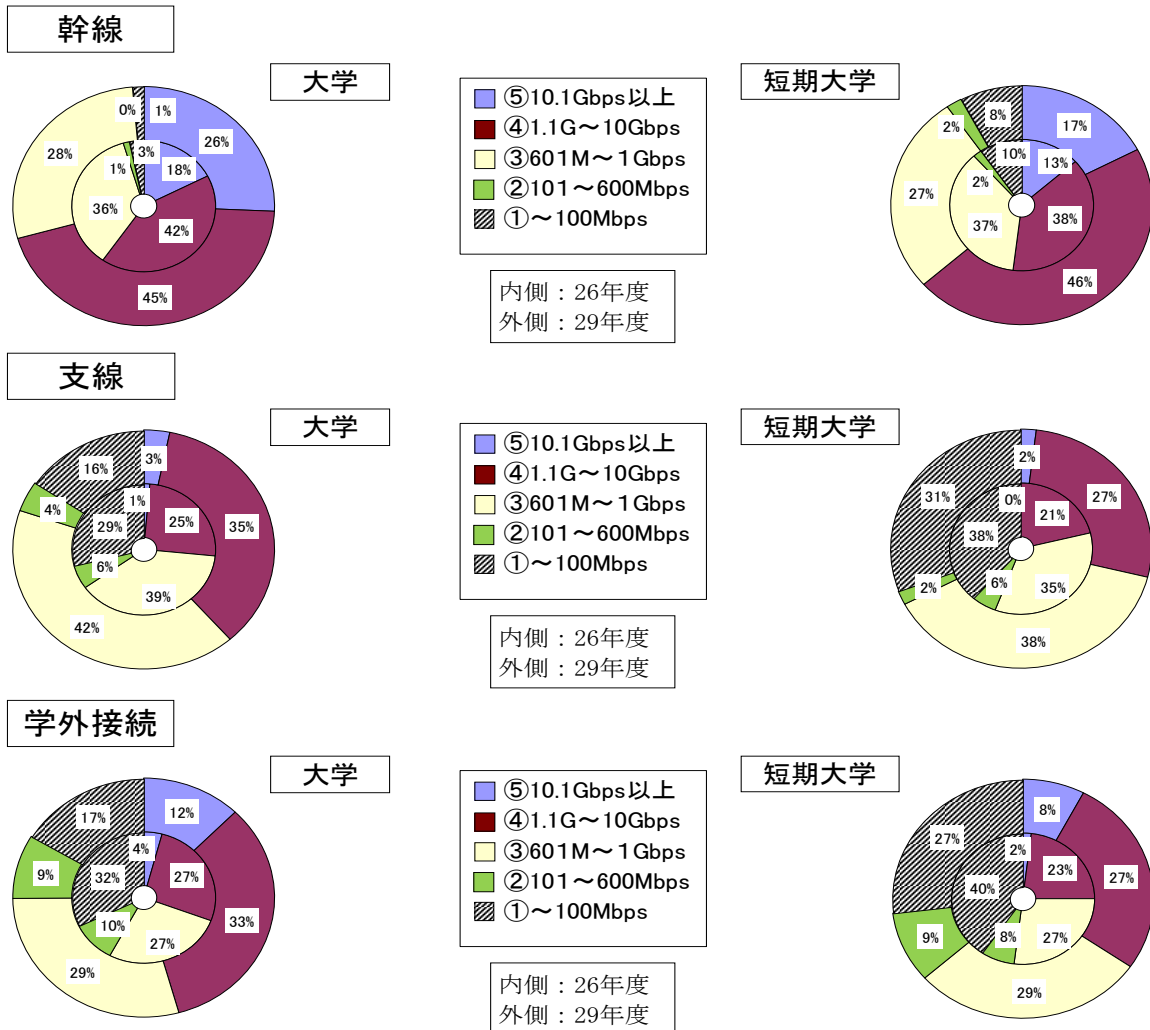 幹線
大学
0%
1%
26%
28%
1%
3%
18%
36%
42%
45%
⑤10.1Gbps以上
④1.1G～10Gbps
③601M～1Gbps
②101～600Mbps
①～100Mbps
内側：26年度
外側：29年度
短期大学
8%
17%
2%
10%
13%
27%
2%
37%
38%
46%
支線
大学
16%
3%
4%
1%
29%
25%
35%
6%
39%
42%
⑤10.1Gbps以上
④1.1G～10Gbps
③601M～1Gbps
②101～600Mbps
①～100Mbps
内側：26年度
外側：29年度
短期大学
2%
31%
0%
27%
38%
21%
2%
6%
35%
38%
学外接続
大学
17%
12%
4%
9%
32%
27%
33%
10%
27%
29%
⑤10.1Gbps以上
④1.1G～10Gbps
③601M～1Gbps
②101～600Mbps
①～100Mbps
内側：26年度
外側：29年度
短期大学
8%
27%
2%
23%
27%
40%
9%
8%
27%
29%